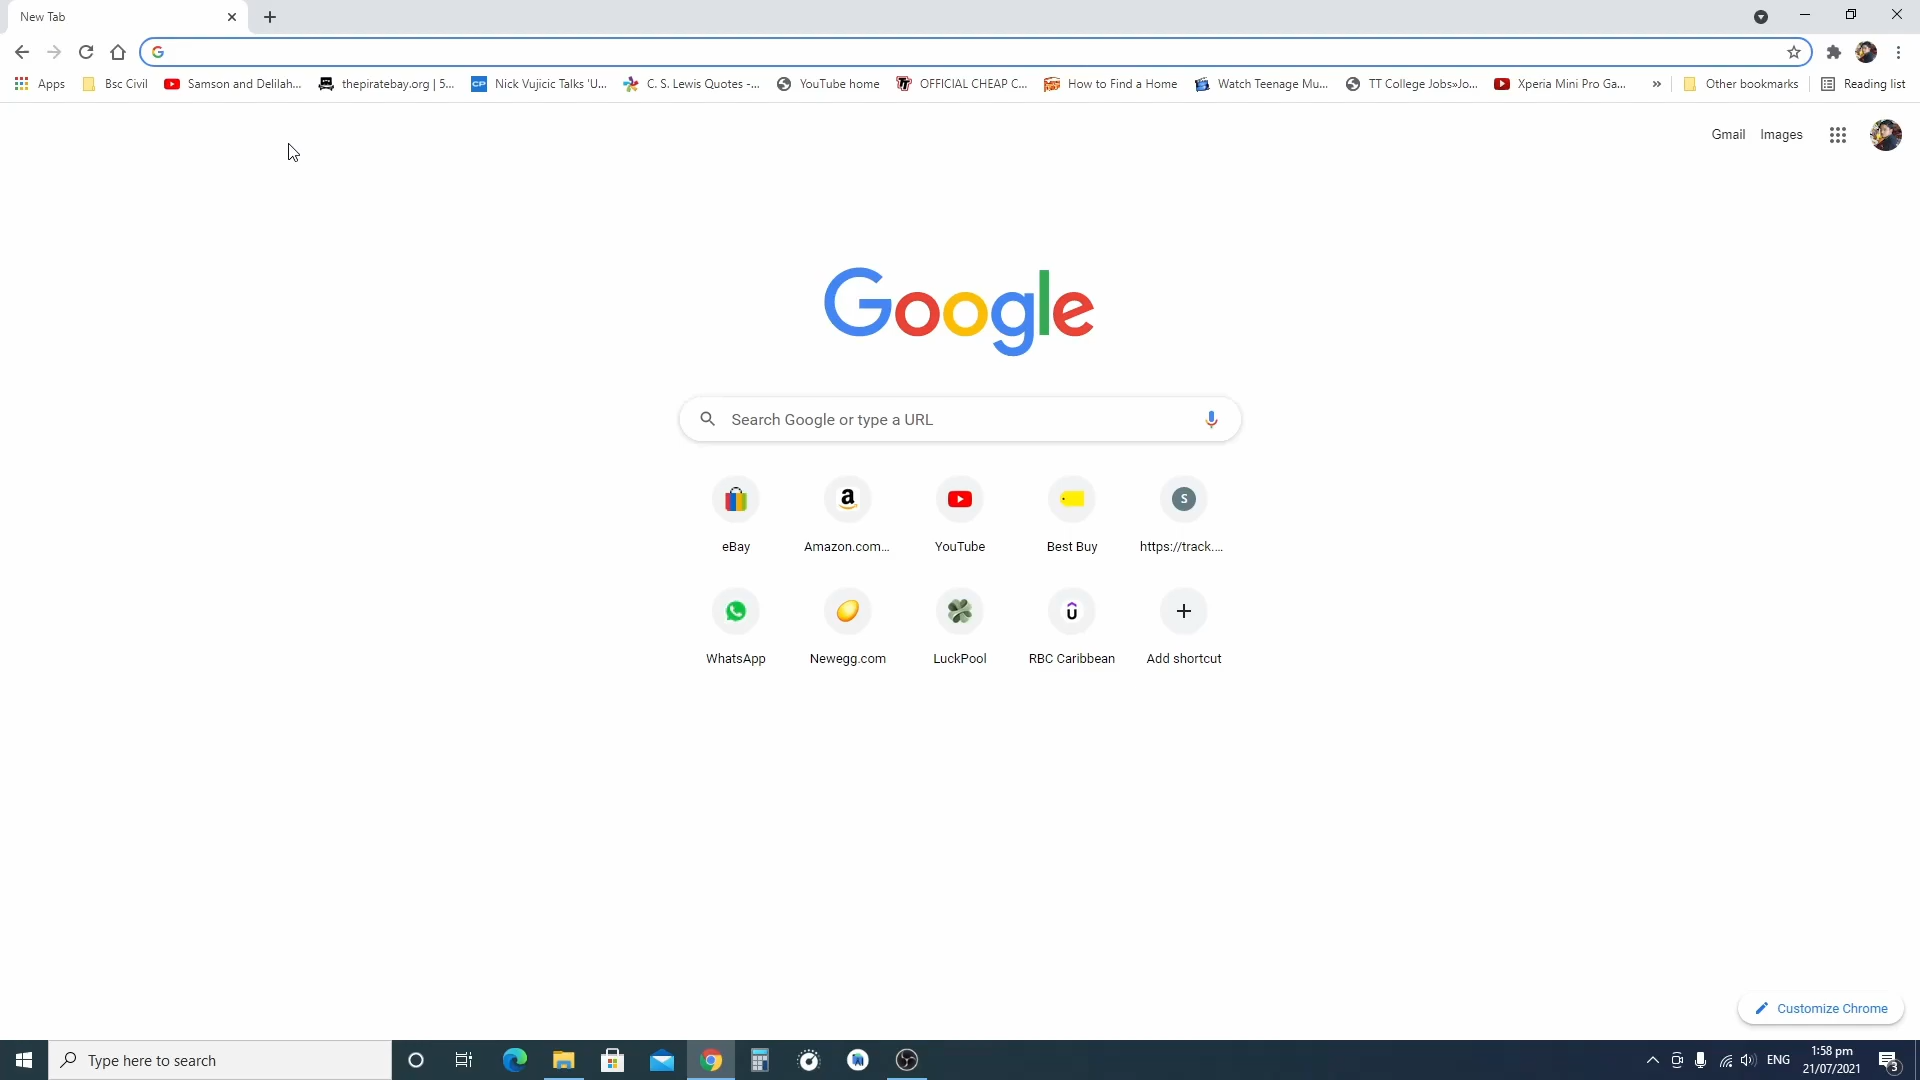 New Tab
Apps Bsc Civil Samson and Delilah... thepiratebay.org | 5... CP Nick Vujicic Talks 'U... C. S. Lewis Quotes -... YouTube home OFFICIAL CHEAP C... How to Find a Home Watch Teenage Mu... TT College Jobs»Jo... Xperia Mini Pro Ga... » Other bookmarks Reading list
Gmail Images
Google
Search Google or type a URL
S
eBay Amazon.com... YouTube Best Buy https://track....
WhatsApp Newegg.com LuckPool RBC Caribbean Add shortcut
Customize Chrome
Type here to search
ENG
1:58 pm
21/07/2021
3